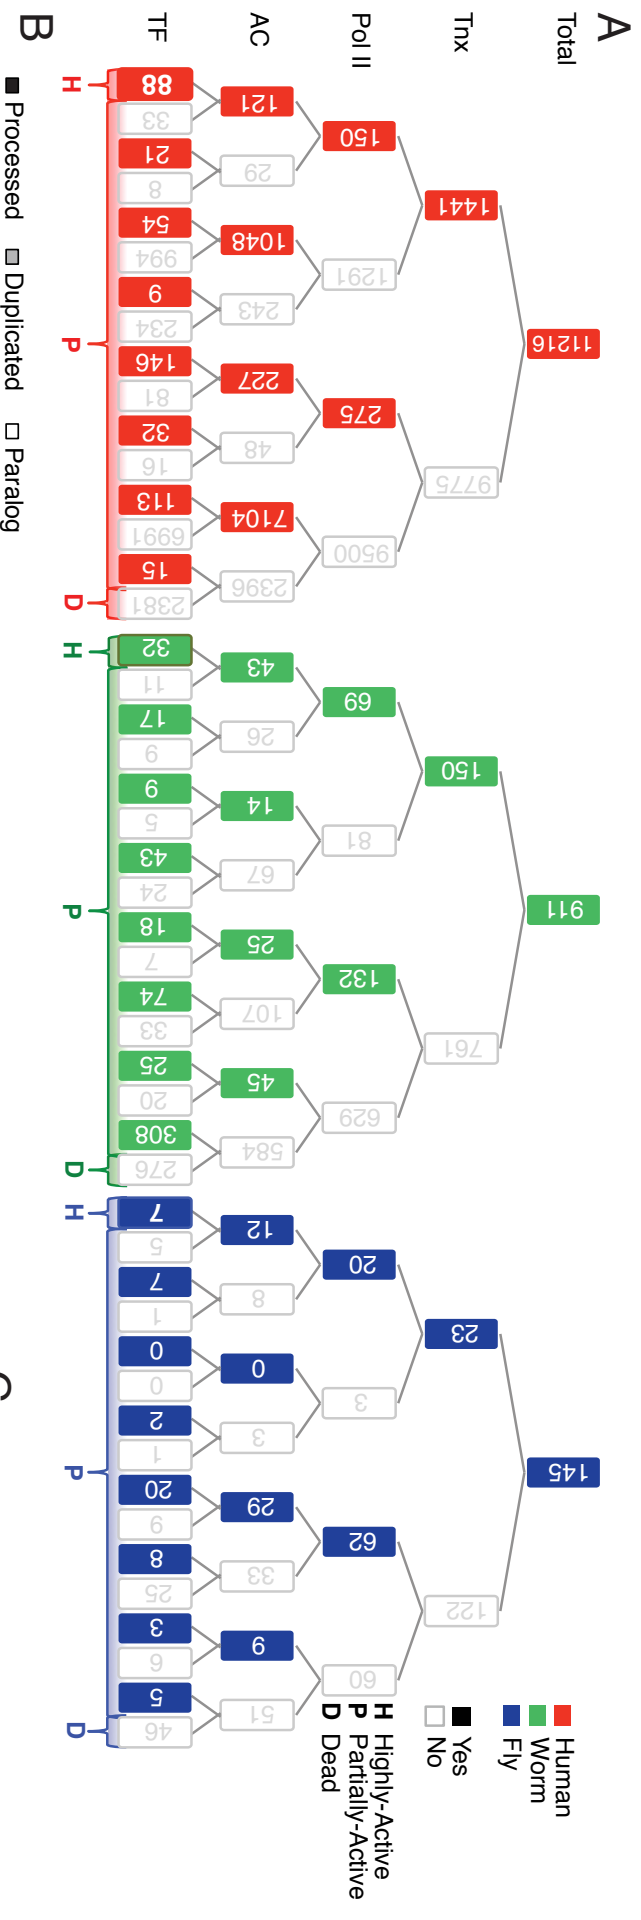 A
Total 11216 911 145
Human
Worm
Fly
Tnx 1441 9775 150 761 23 122
Yes
No
Pol II 150 1291 275 9500 69 81 132 629 20 3 62 60
H Highly-Active
P Partially-Active
D Dead
AC 121 29 1048 243 227 48 7104 2396 43 26 14 67 25 107 45 584 12 8 0 3 29 33 9 51
TF 88 33 21 8 54 994 9 234 146 81 32 16 113 6991 15 2381 32 11 17 9 9 5 43 24 18 7 74 33 25 20 308 276 7 5 7 1 0 0 2 1 20 9 8 25 3 6 5 46
H P D H P D H P D
B
Processed Duplicated Paralog